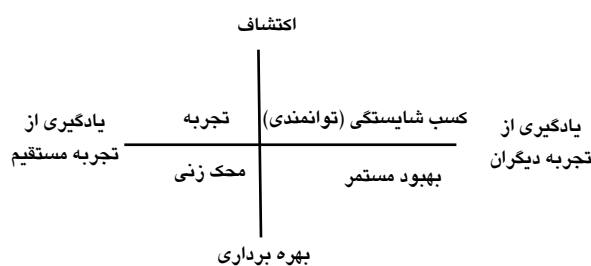 اکتشاف
یادگیری از
تجربه دیگران
کسب شایستگی (توانمندی)
تجربه
یادگیری از
تجربه مستقیم
بهبود مستمر
محک زنی
بهره برداری